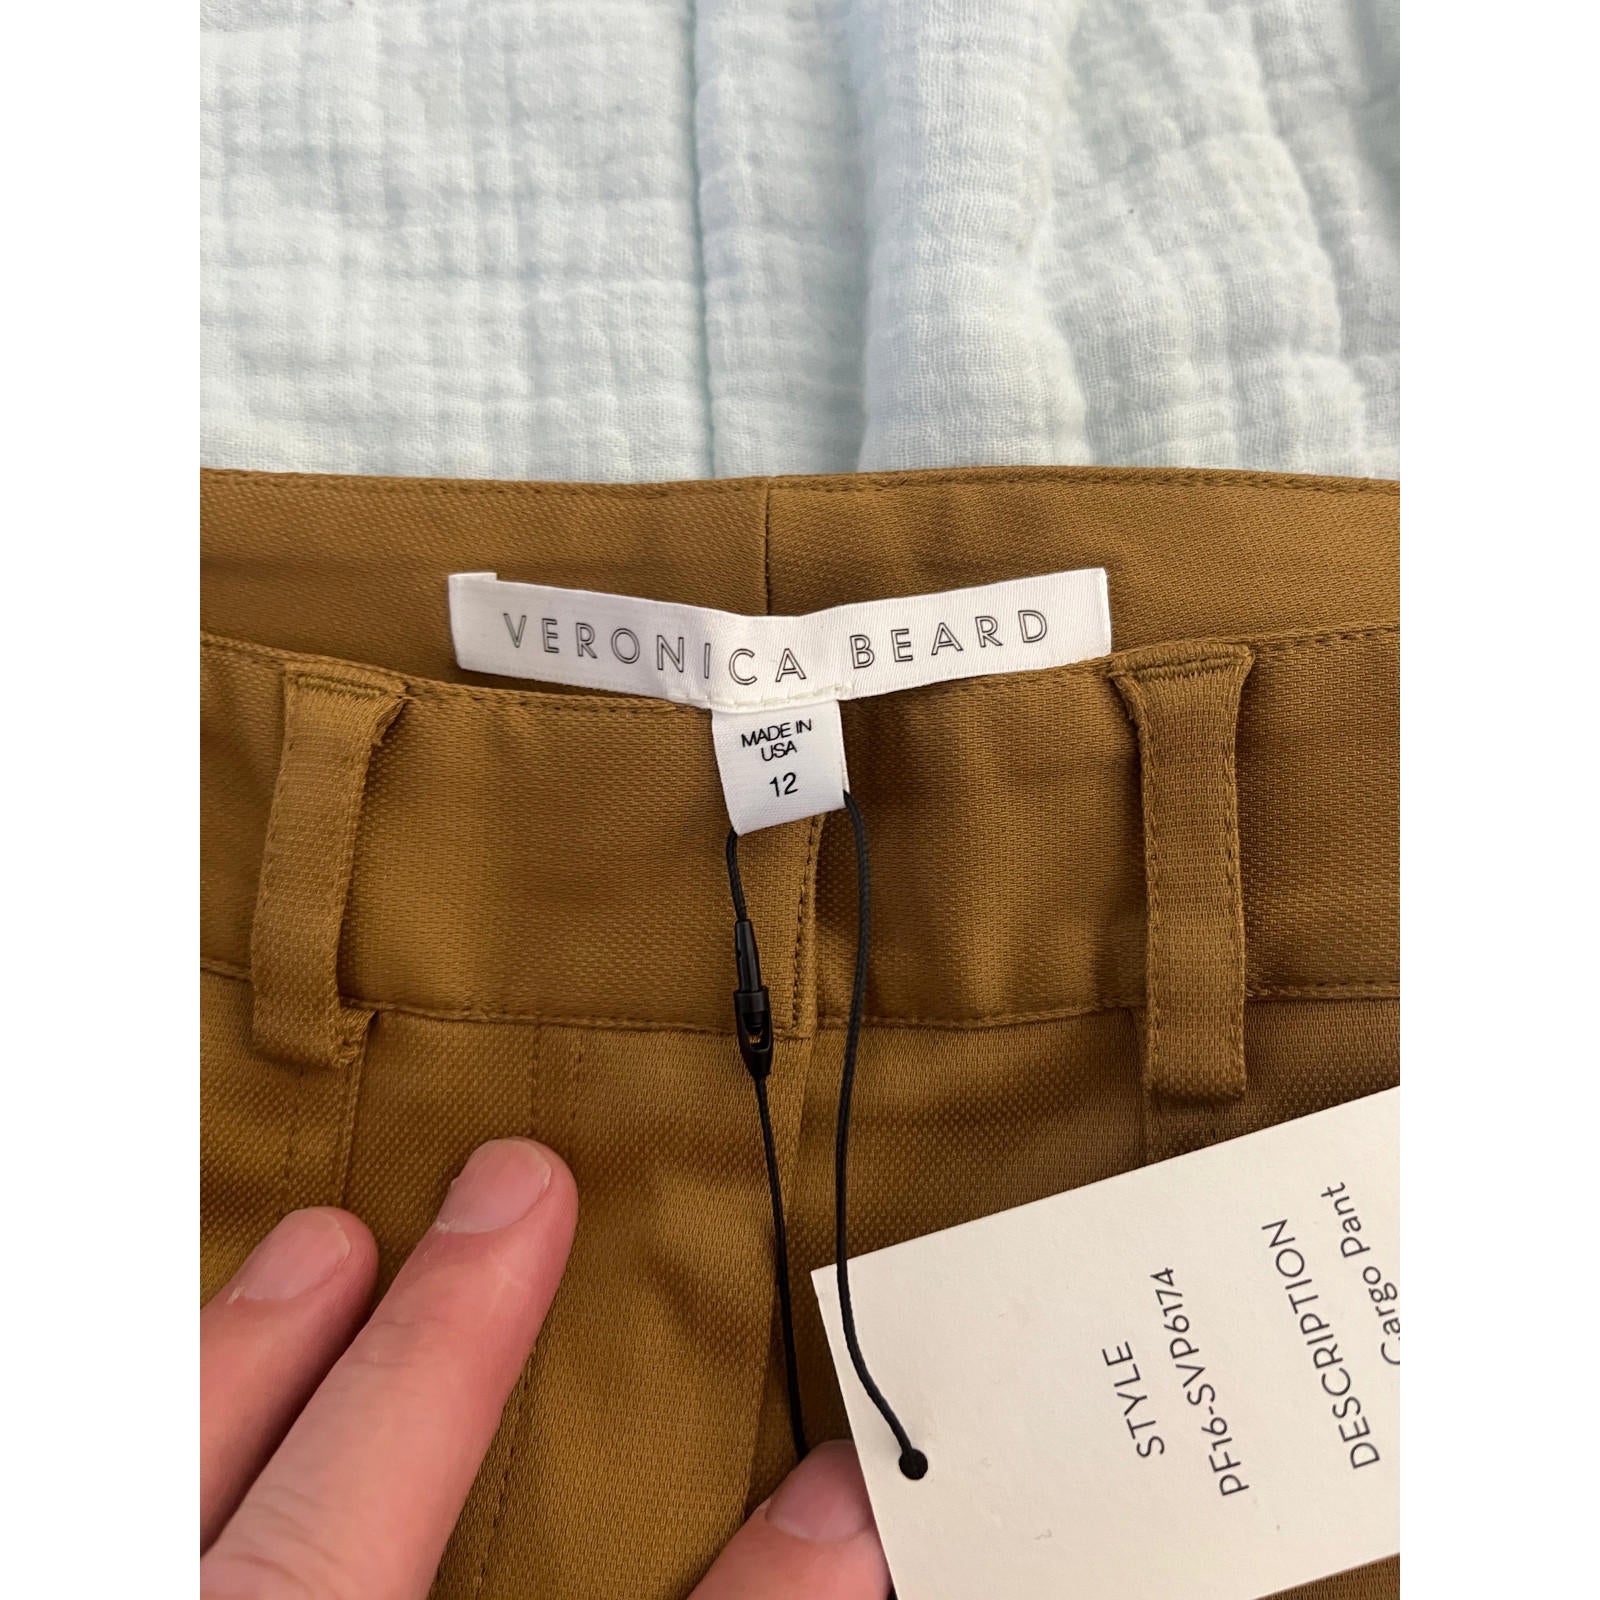 VERONICA BEARD
MADE IN
USA
12
STYLE
PF16-SVP6174
DESCRIPTION
Cargo Pant